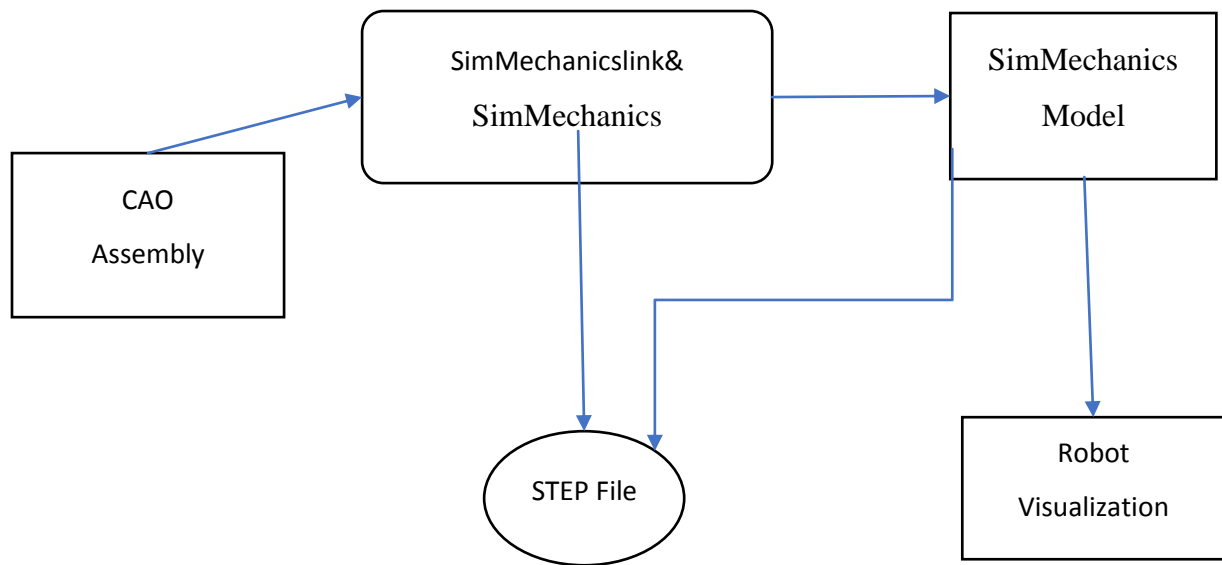 SimMechanicslink&
SimMechanics
SimMechanics
Model
CAO
Assembly
STEP File
Robot
Visualization